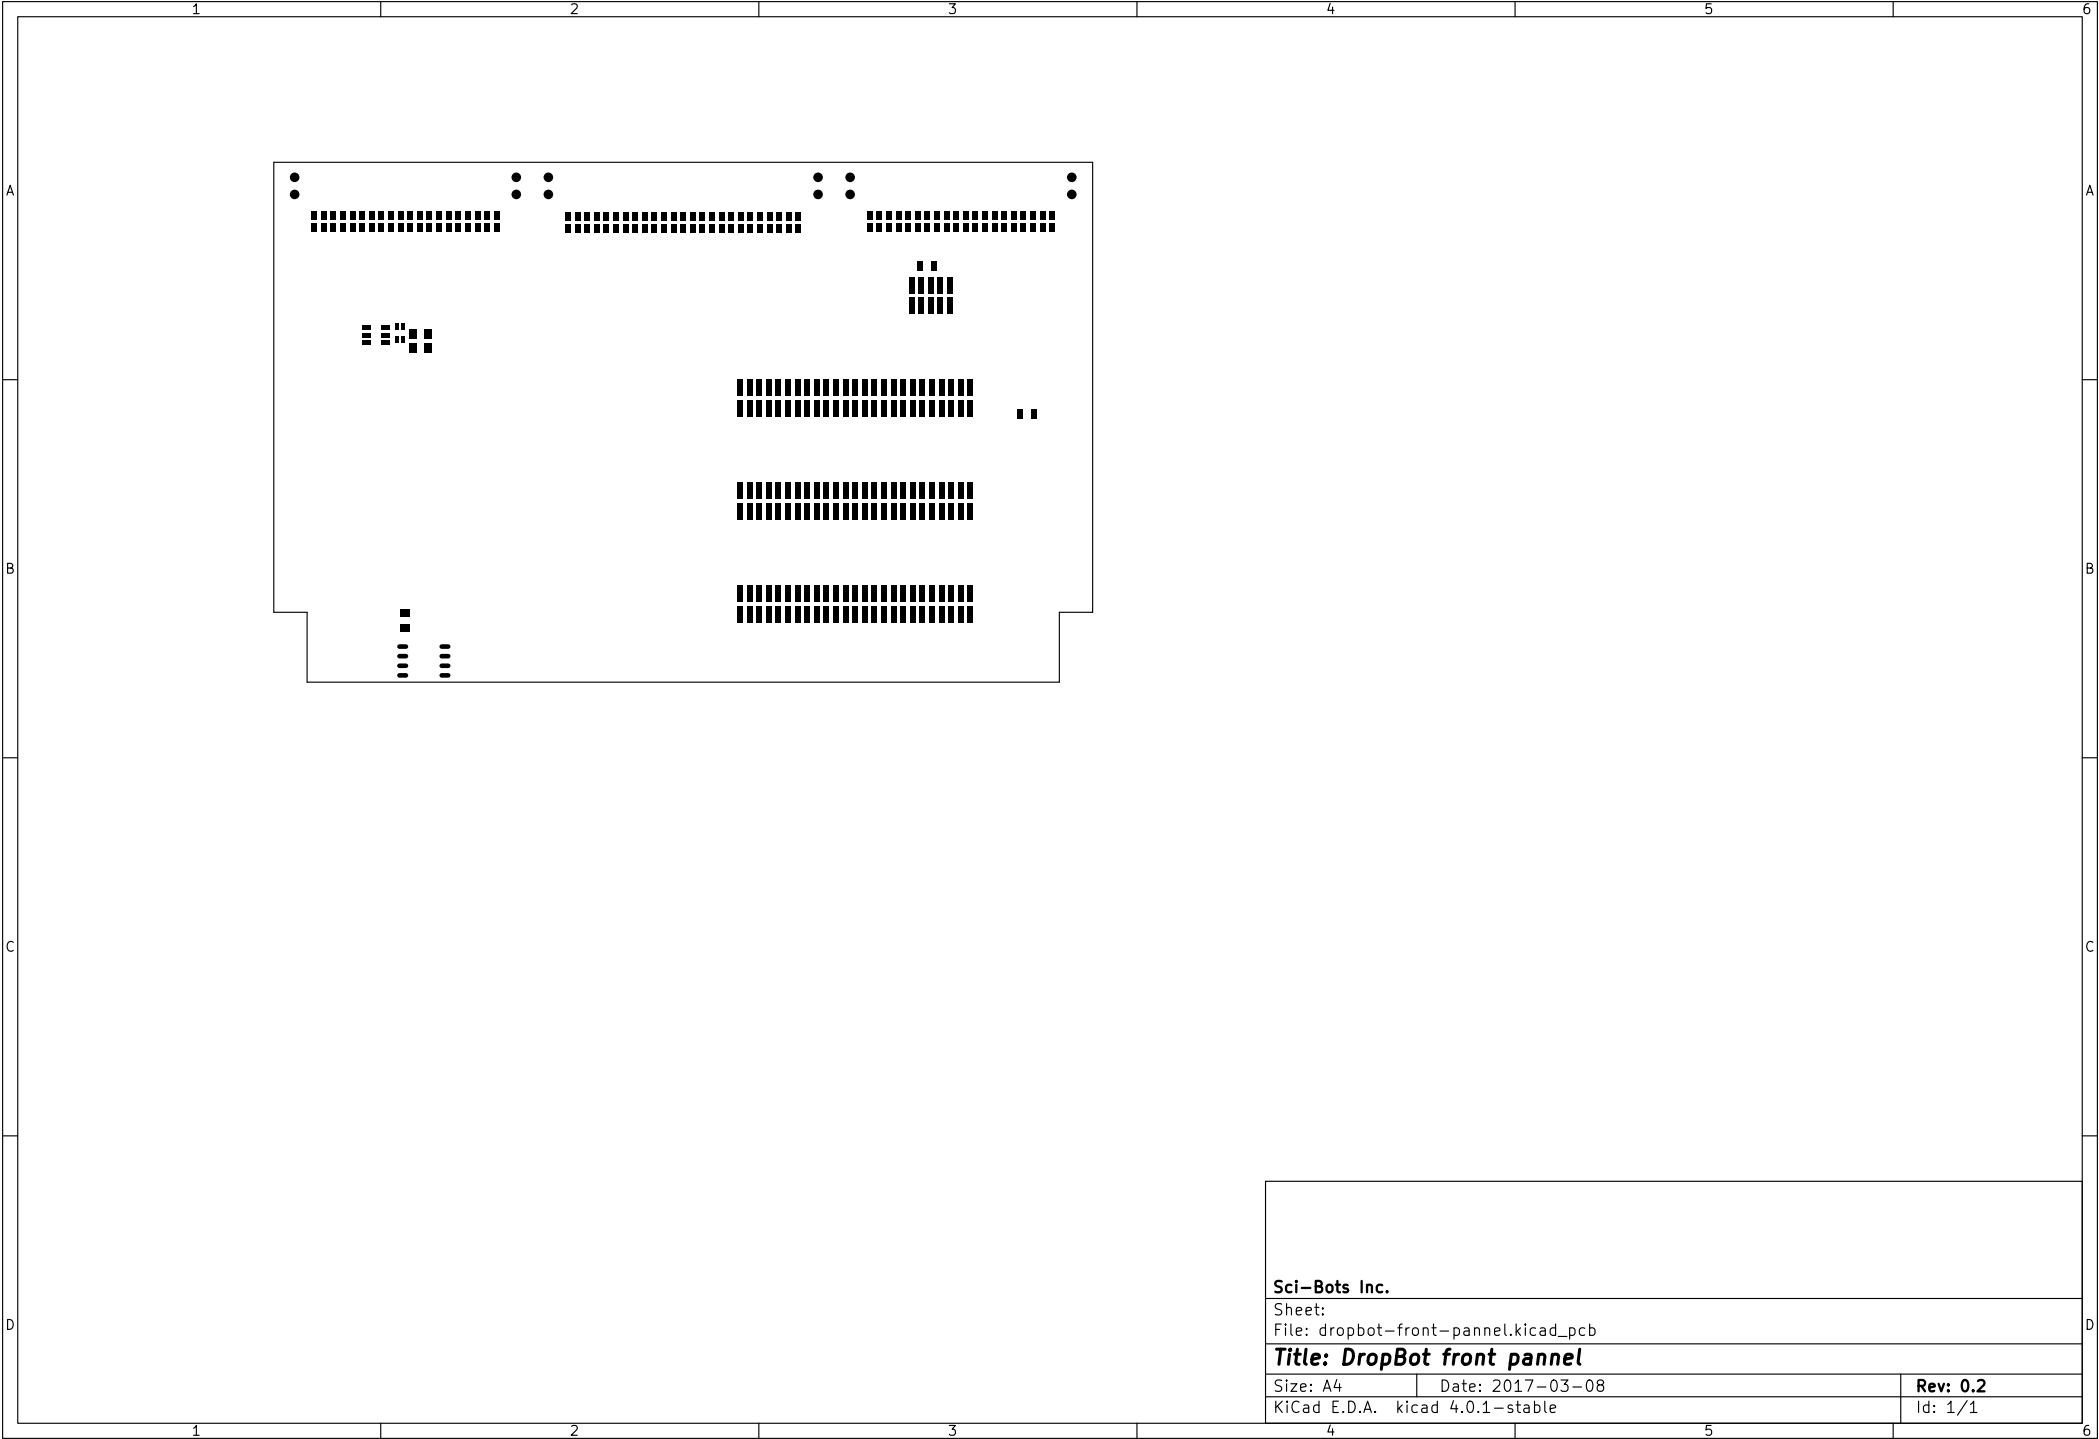 1 2 3 4 5 6
A A
B B
C C
D D
Sci-Bots Inc.
Sheet:
File: dropbot-front-pannel.kicad_pcb
Title: DropBot front pannel
Size: A4 Date: 2017-03-08 Rev: 0.2
KiCad E.D.A. kicad 4.0.1-stable Id: 1/1
1 2 3 4 5 6